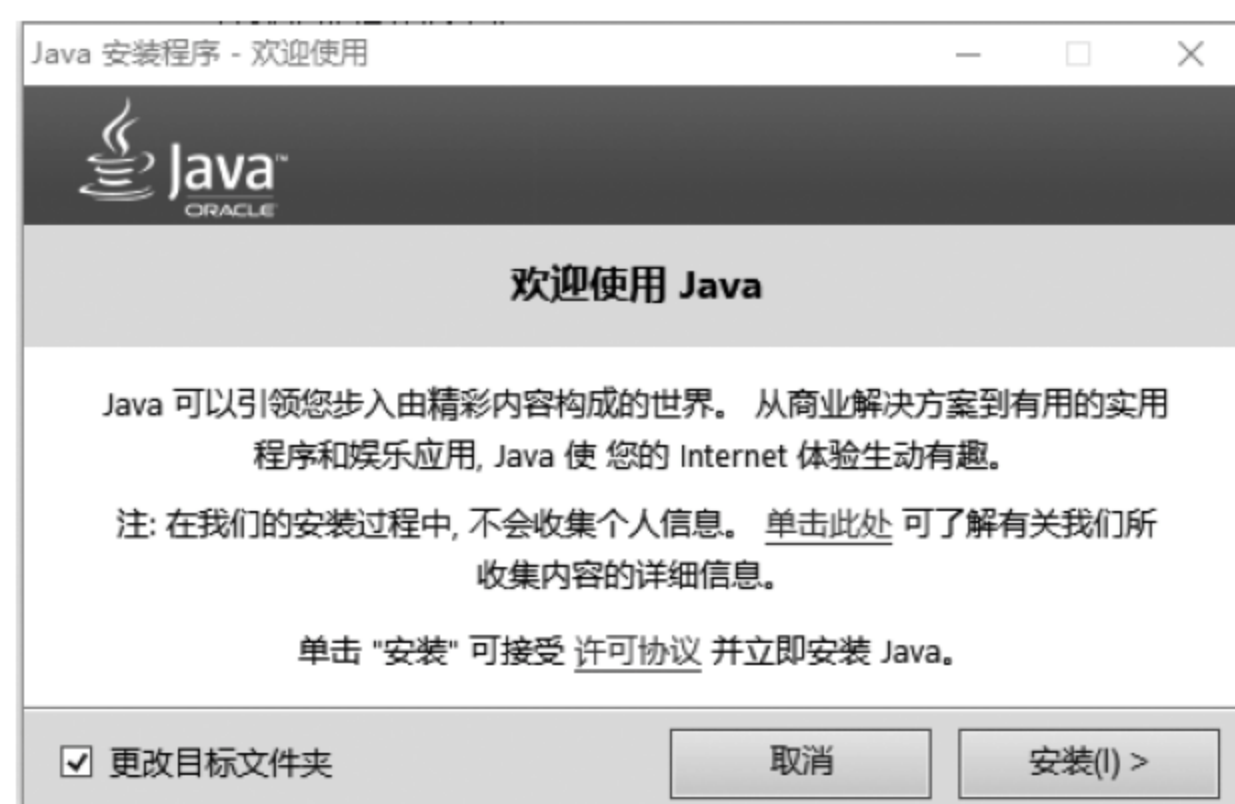 Java 安装程序 - 欢迎使用
Java™
ORACLE
欢迎使用 Java
Java 可以引领您步入由精彩内容构成的世界。 从商业解决方案到有用的实用
程序和娱乐应用, Java 使 您的 Internet 体验生动有趣。
注: 在我们的安装过程中, 不会收集个人信息。 单击此处 可了解有关我们所
收集内容的详细信息。
单击 "安装" 可接受 许可协议 并立即安装 Java。
更改目标文件夹
取消
安装(I) >